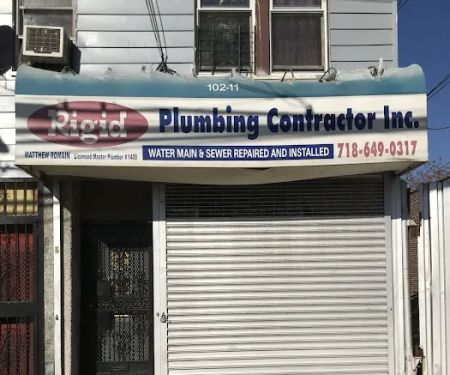 102-11
Rigid Plumbing Contractor Inc.
MATTHEW ROMAIN Licensed Master Plumber #1409 WATER MAIN & SEWER REPAIRED AND INSTALLED 718-649-0317